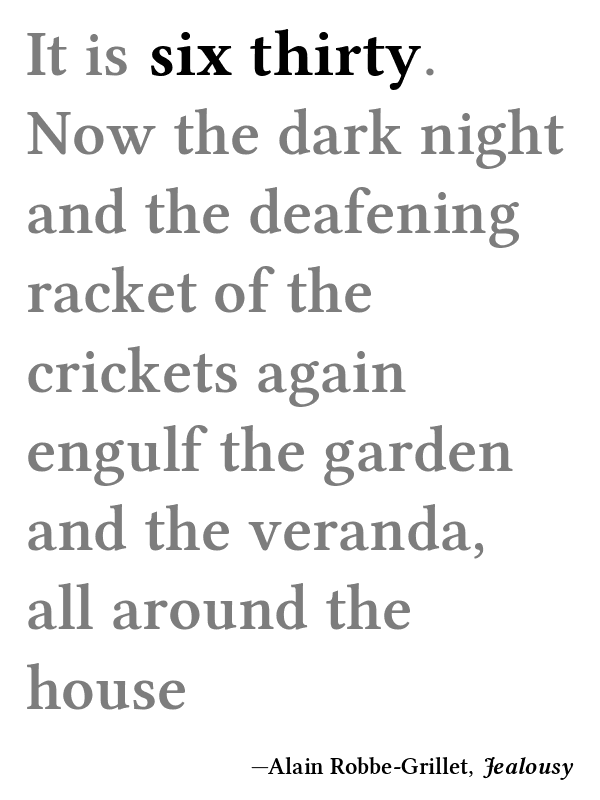 It is six thirty.
Now the dark night
and the deafening
racket of the
crickets again
engulf the garden
and the veranda,
all around the
house
—Alain Robbe-Grillet, Jealousy